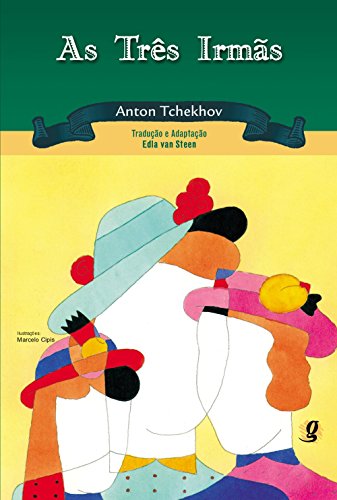 As Três Irmãs
Anton Tchekhov
Tradução e Adaptação
Edla van Steen
Ilustrações:
Marcelo Cipis
g